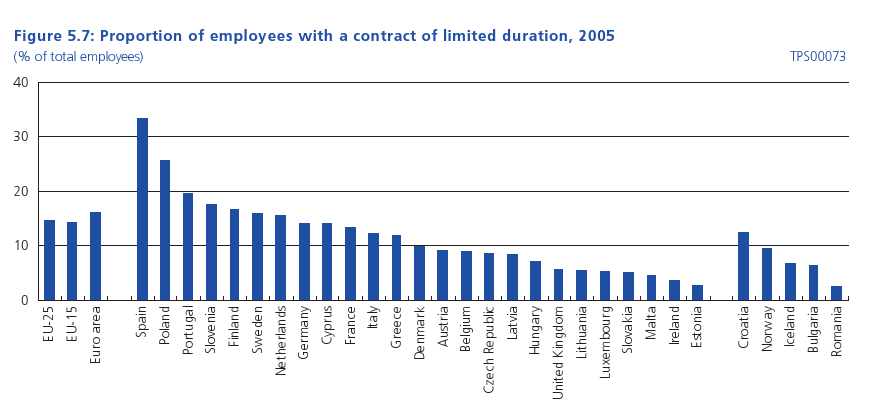 Figure 5.7: Proportion of employees with a contract of limited duration, 2005
(% of total employees)
TPS00073
40
30
20
10
0
EU-25
EU-15
Euro area
Spain
Poland
Portugal
Slovenia
Finland
Sweden
Netherlands
Germany
Cyprus
France
Italy
Greece
Denmark
Austria
Belgium
Czech Republic
Latvia
Hungary
United Kingdom
Lithuania
Luxembourg
Slovakia
Malta
Ireland
Estonia
Croatia
Norway
Iceland
Bulgaria
Romania